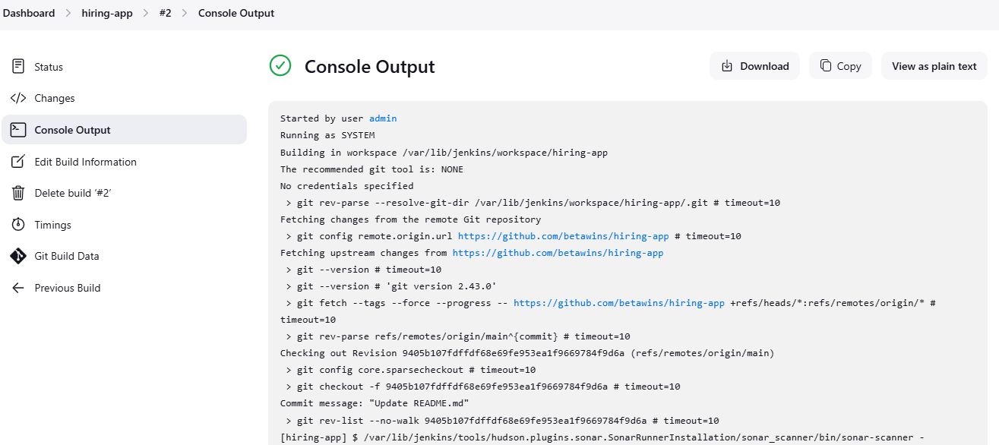 Dashboard > hiring-app > #2 > Console Output
Status
Changes
Console Output
Edit Build Information
Delete build ‘#2’
Timings
Git Build Data
Previous Build
Console Output
Download
Copy
View as plain text
Started by user admin
Running as SYSTEM
Building in workspace /var/lib/jenkins/workspace/hiring-app
The recommended git tool is: NONE
No credentials specified
> git rev-parse --resolve-git-dir /var/lib/jenkins/workspace/hiring-app/.git # timeout=10
Fetching changes from the remote Git repository
> git config remote.origin.url https://github.com/betawins/hiring-app # timeout=10
Fetching upstream changes from https://github.com/betawins/hiring-app
> git --version # timeout=10
> git --version # 'git version 2.43.0'
> git fetch --tags --force --progress -- https://github.com/betawins/hiring-app +refs/heads/*:refs/remotes/origin/* #
timeout=10
> git rev-parse refs/remotes/origin/main^{commit} # timeout=10
Checking out Revision 9405b107fdffdf68e69fe953ea1f9669784f9d6a (refs/remotes/origin/main)
> git config core.sparsecheckout # timeout=10
> git checkout -f 9405b107fdffdf68e69fe953ea1f9669784f9d6a # timeout=10
Commit message: "Update README.md"
> git rev-list --no-walk 9405b107fdffdf68e69fe953ea1f9669784f9d6a # timeout=10
[hiring-app] $ /var/lib/jenkins/tools/hudson.plugins.sonar.SonarRunnerInstallation/sonar_scanner/bin/sonar-scanner -